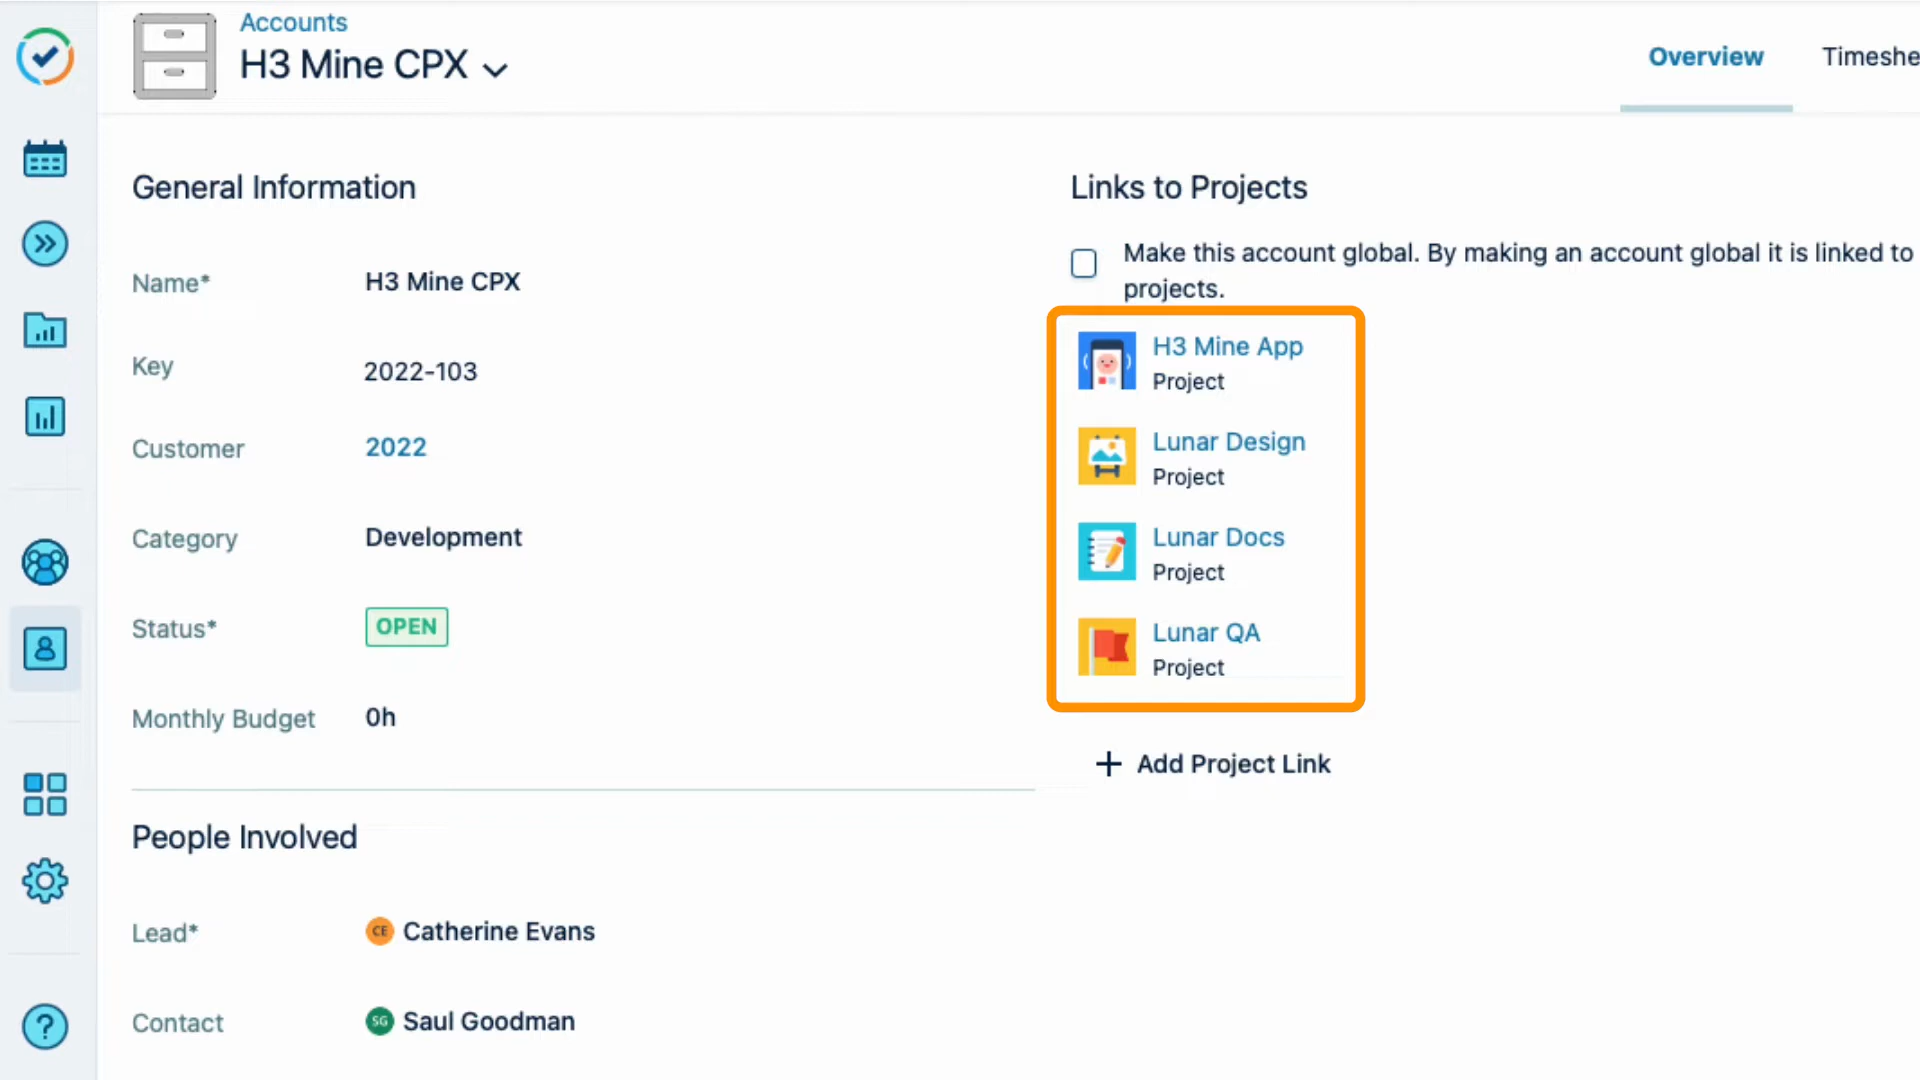 Accounts
H3 Mine CPX
Overview
Timeshe
General Information
Name*
H3 Mine CPX
Key
2022-103
Customer
2022
Category
Development
Status*
OPEN
Monthly Budget
0h
People Involved
Lead*
CE
Catherine Evans
Contact
SG
Saul Goodman
Links to Projects
Make this account global. By making an account global it is linked to
projects.
H3 Mine App
Project
Lunar Design
Project
Lunar Docs
Project
Lunar QA
Project
+ Add Project Link
?